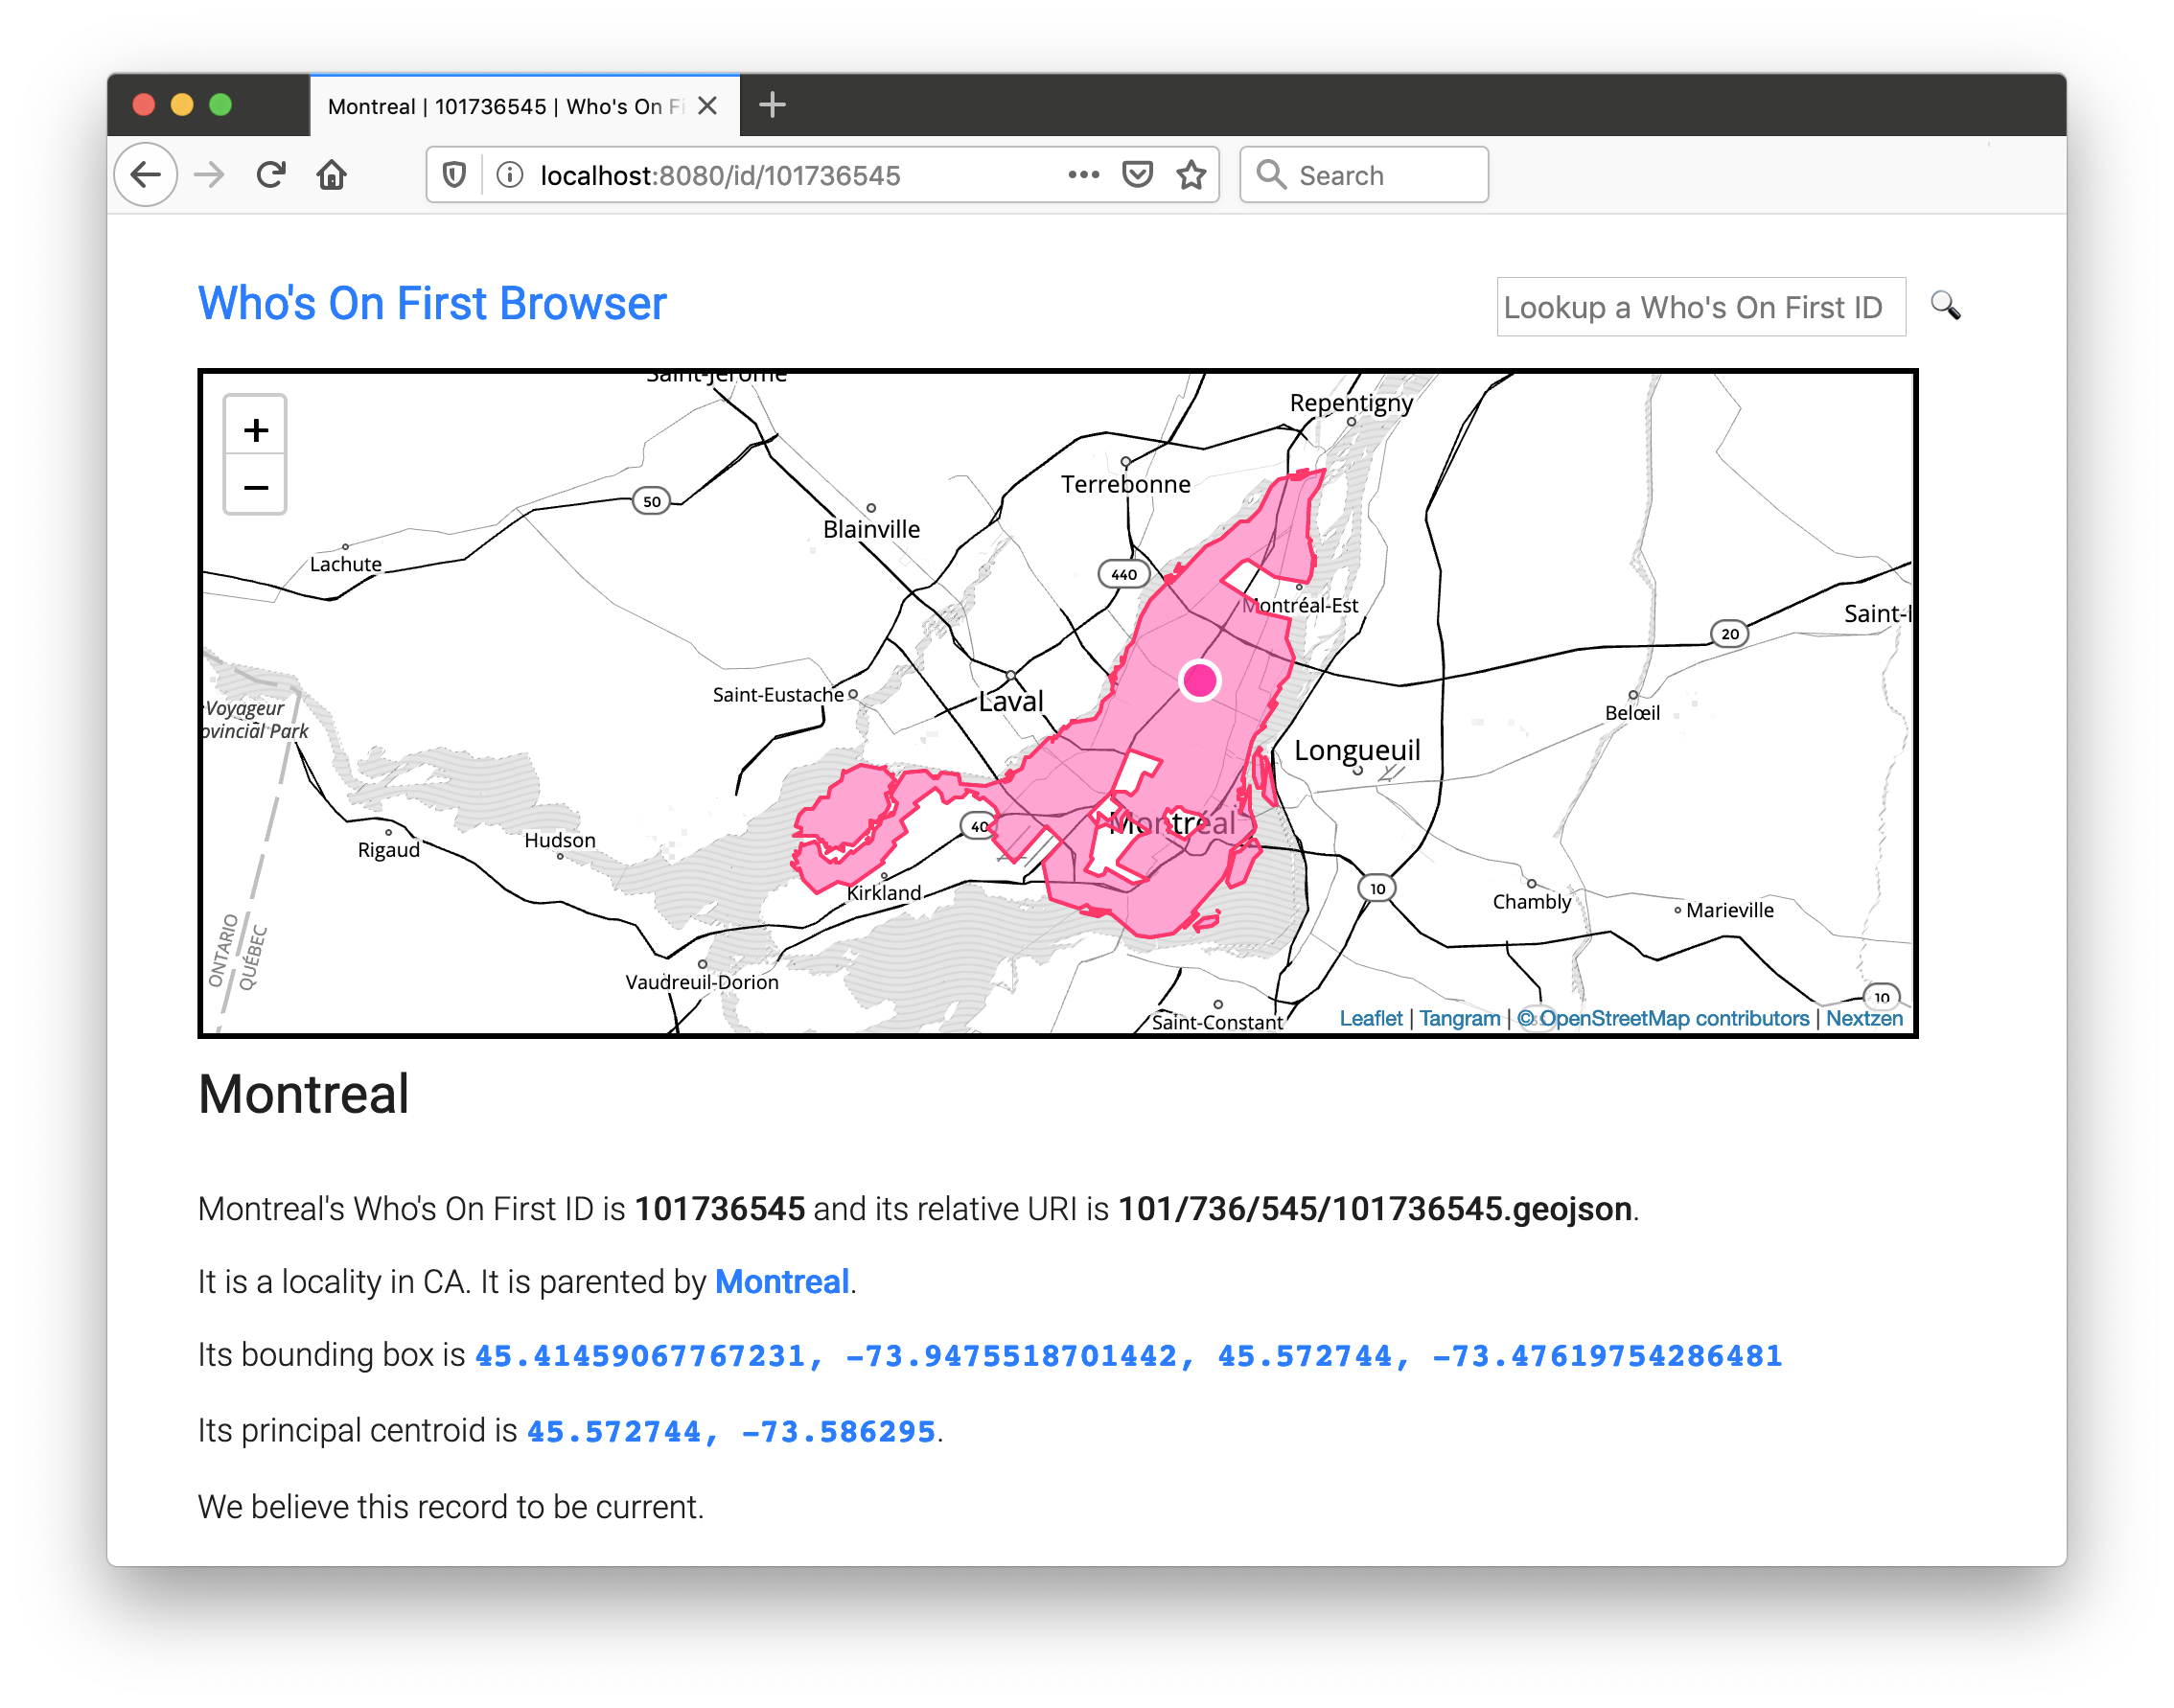 Montreal | 101736545 | Who's On Fi
localhost:8080/id/101736545
Search
Who's On First Browser
Lookup a Who's On First ID
Saint-Jérôme
+
−
Repentigny
Terrebonne
50
Blainville
Lachute
440
Montréal-Est
Saint-H
20
Saint-Eustache
Laval
Voyageur
ovincial Park
Belœil
Longueuil
Montréal
40
Hudson
Rigaud
Kirkland
10
Chambly
Marieville
ONTARIO
QUÉBEC
Vaudreuil-Dorion
10
Saint-Constant
Leaflet | Tangram | © OpenStreetMap contributors | Nextzen
Montreal
Montreal's Who's On First ID is 101736545 and its relative URI is 101/736/545/101736545.geojson.
It is a locality in CA. It is parented by Montreal.
Its bounding box is 45.41459067767231, -73.9475518701442, 45.572744, -73.47619754286481
Its principal centroid is 45.572744, -73.586295.
We believe this record to be current.